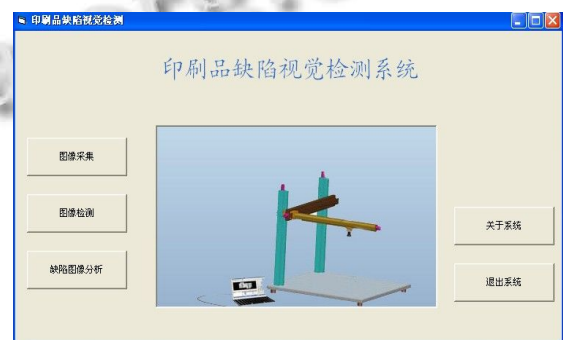 印刷品缺陷视觉检测
印刷品缺陷视觉检测系统
图像采集
图像检测
缺陷图像分析
关于系统
退出系统